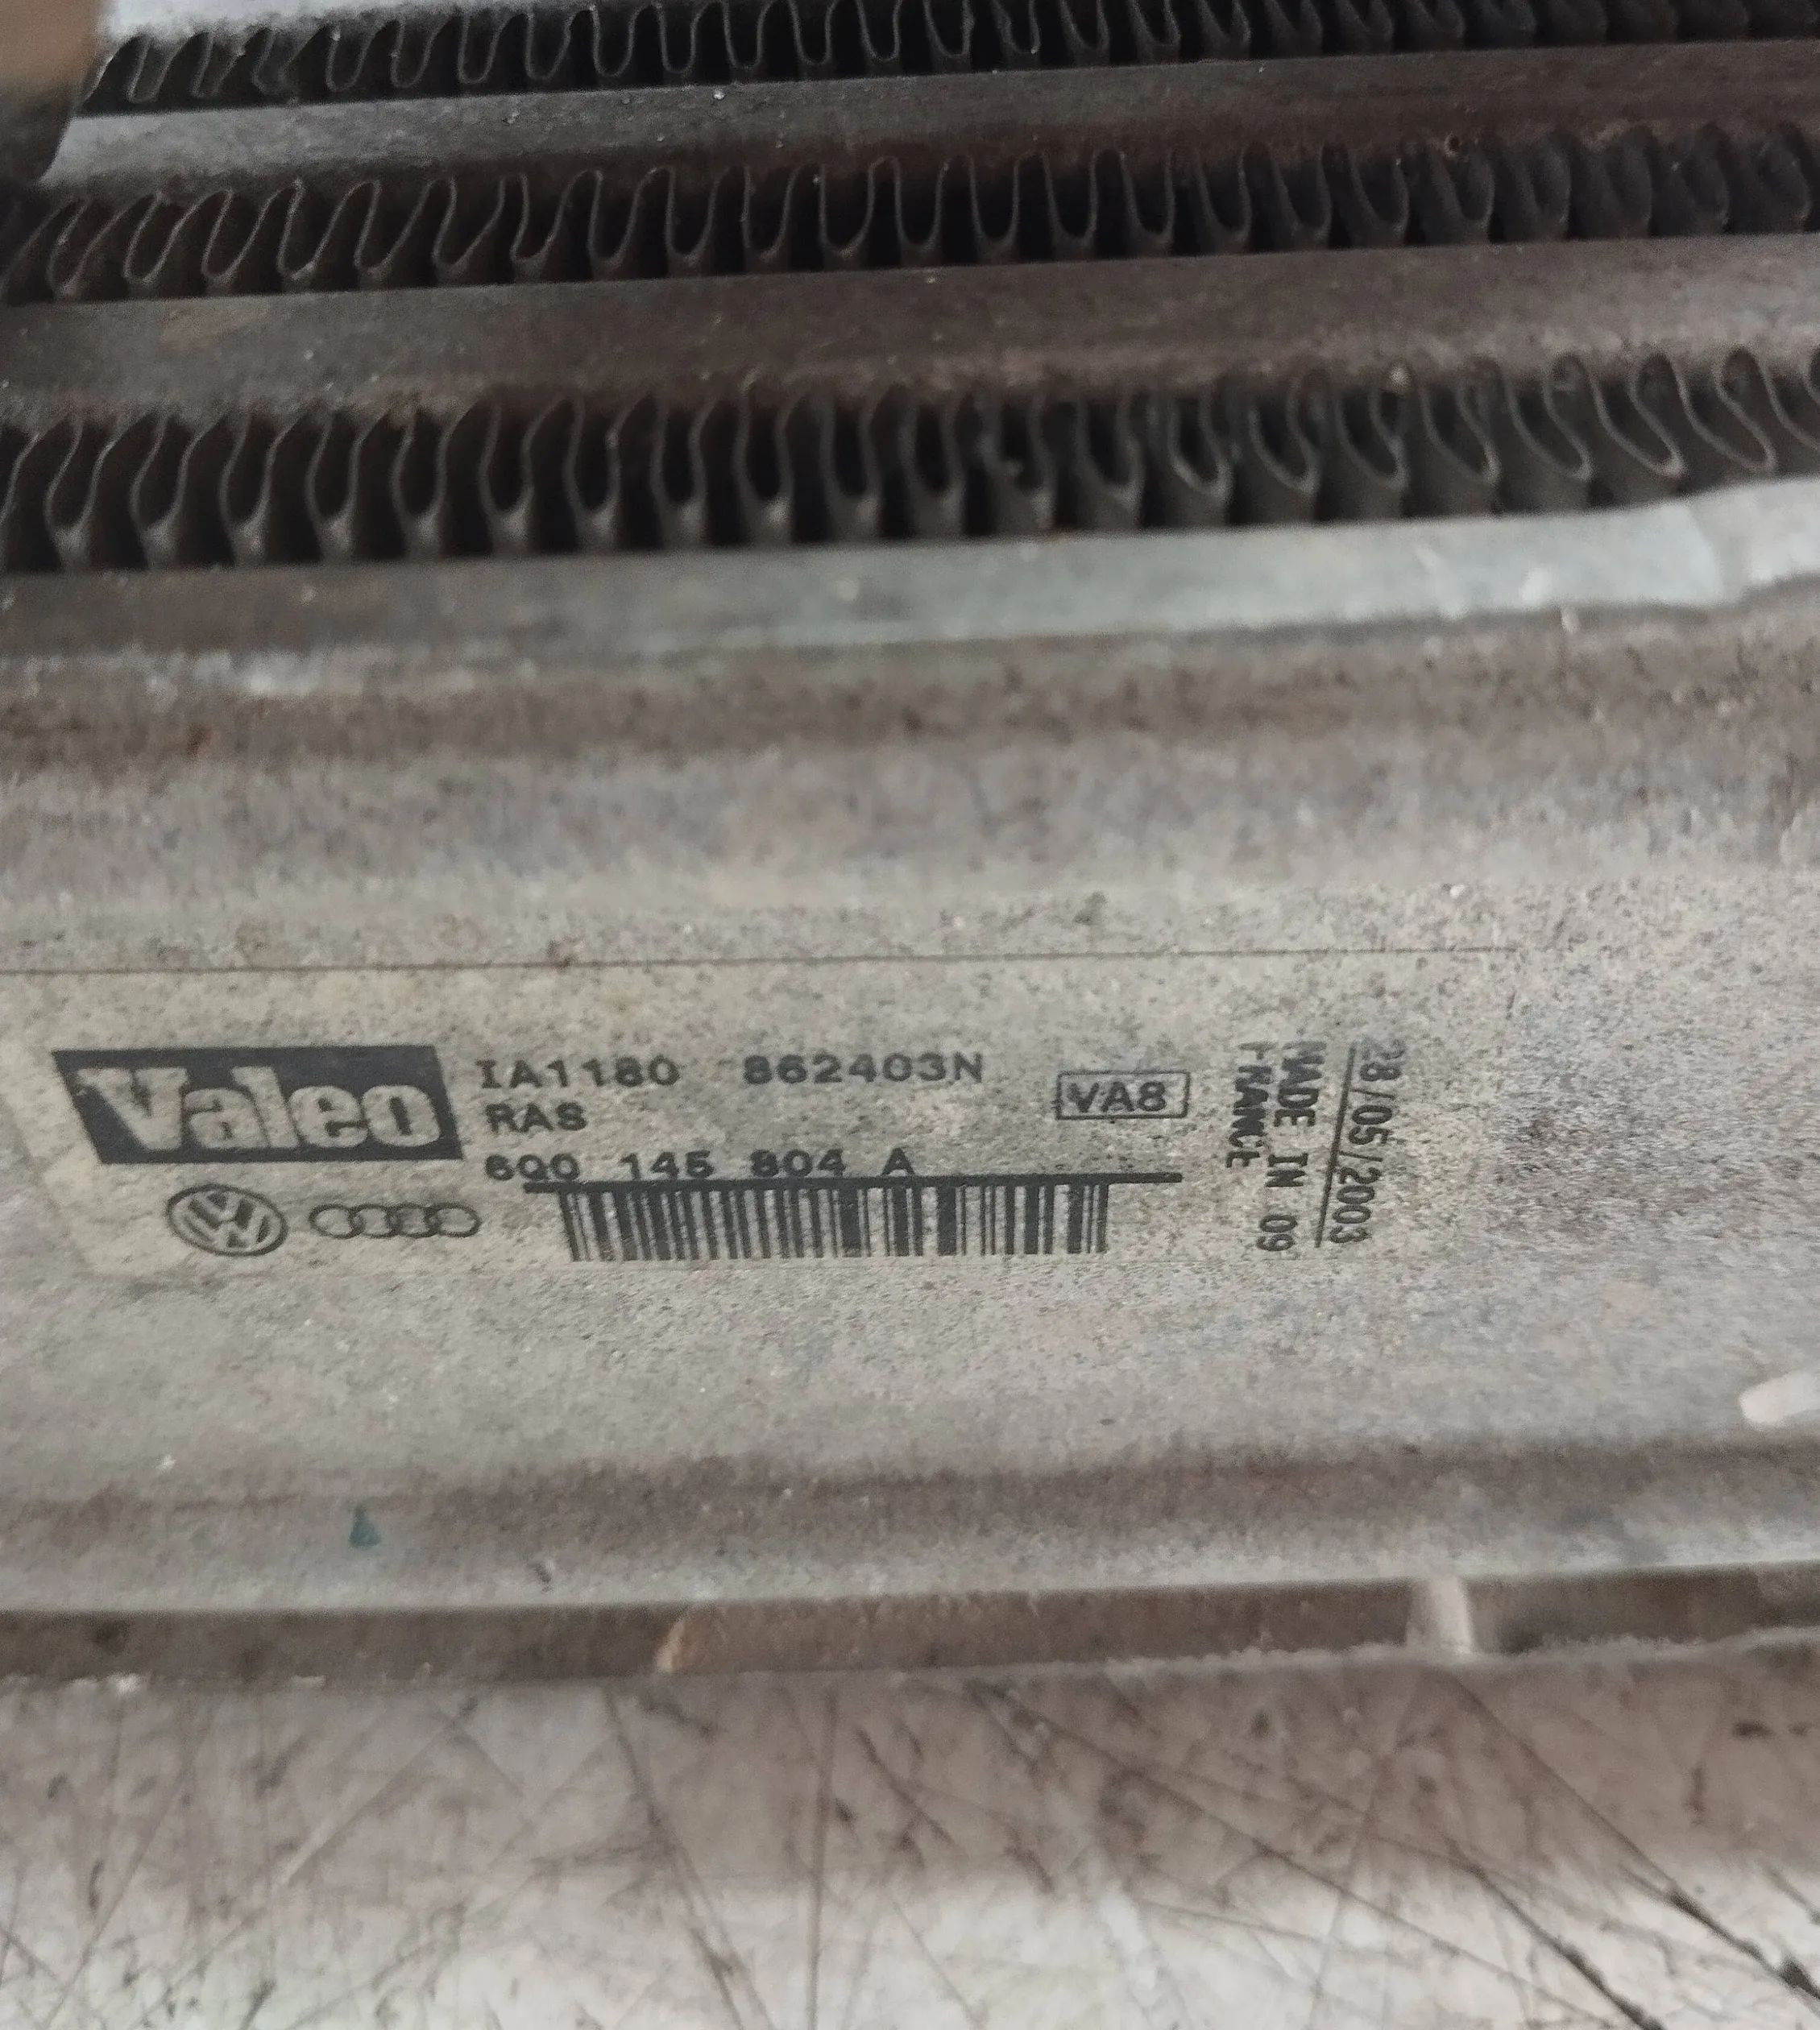 Valeo
IA1180 862403N
RAS
6Q0 145 804 A
VA8
28/05/2003
MADE IN 09
FRANCE